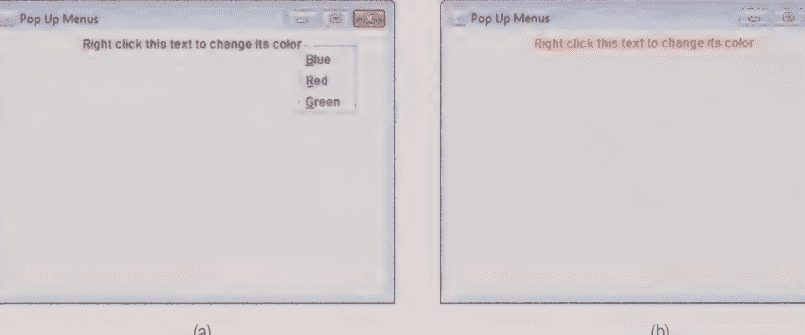 Pop Up Menus
Right click this text to change its color
Blue
Red
Green
(a)
Pop Up Menus
Right click this text to change its color
(b)